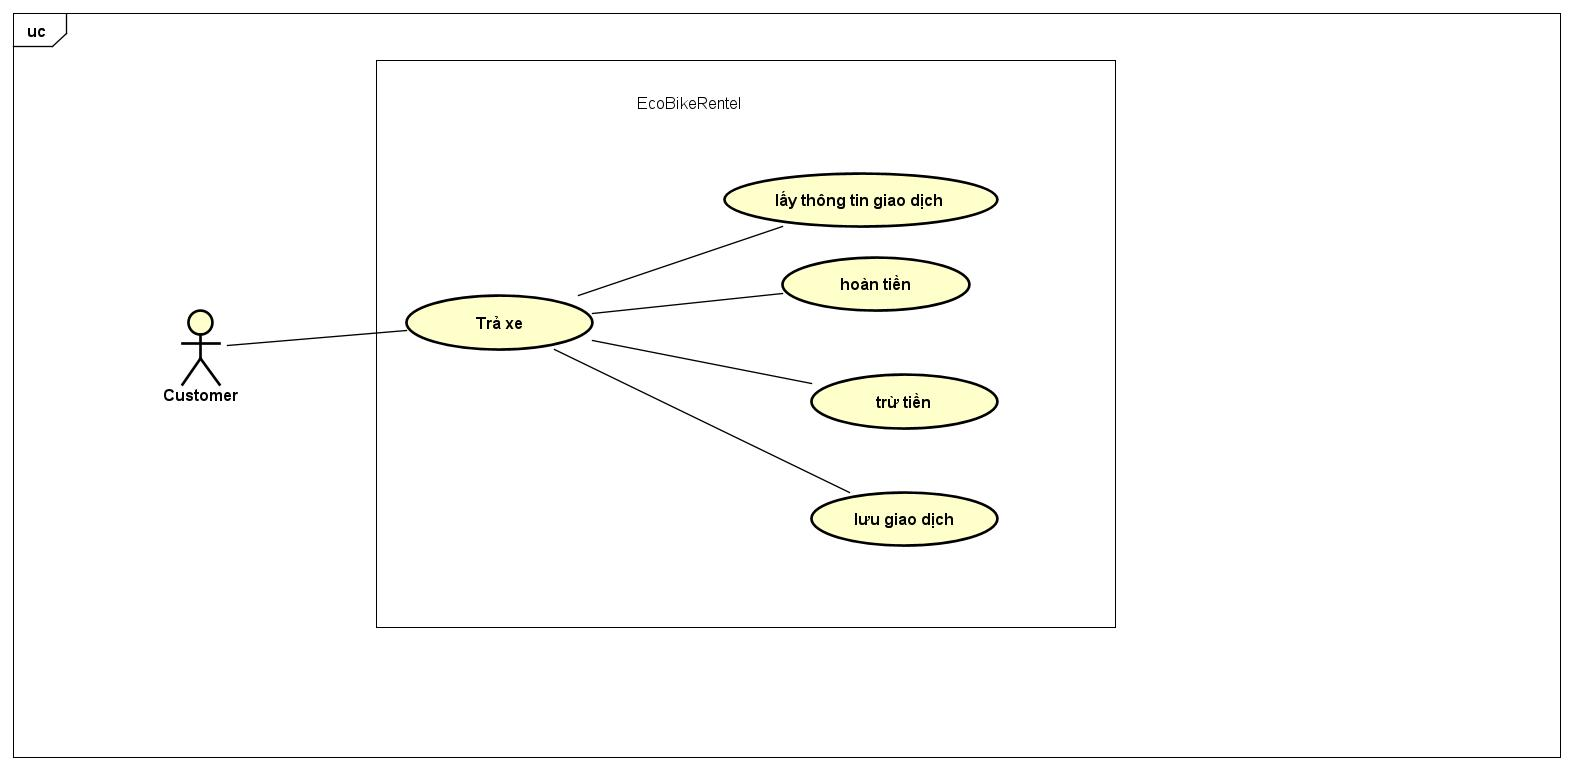 uc
EcoBikeRentel
lấy thông tin giao dịch
hoàn tiền
Trả xe
Customer
trừ tiền
lưu giao dịch